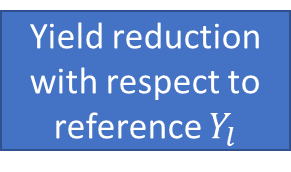 Yield reduction
with respect to
reference Yₗ